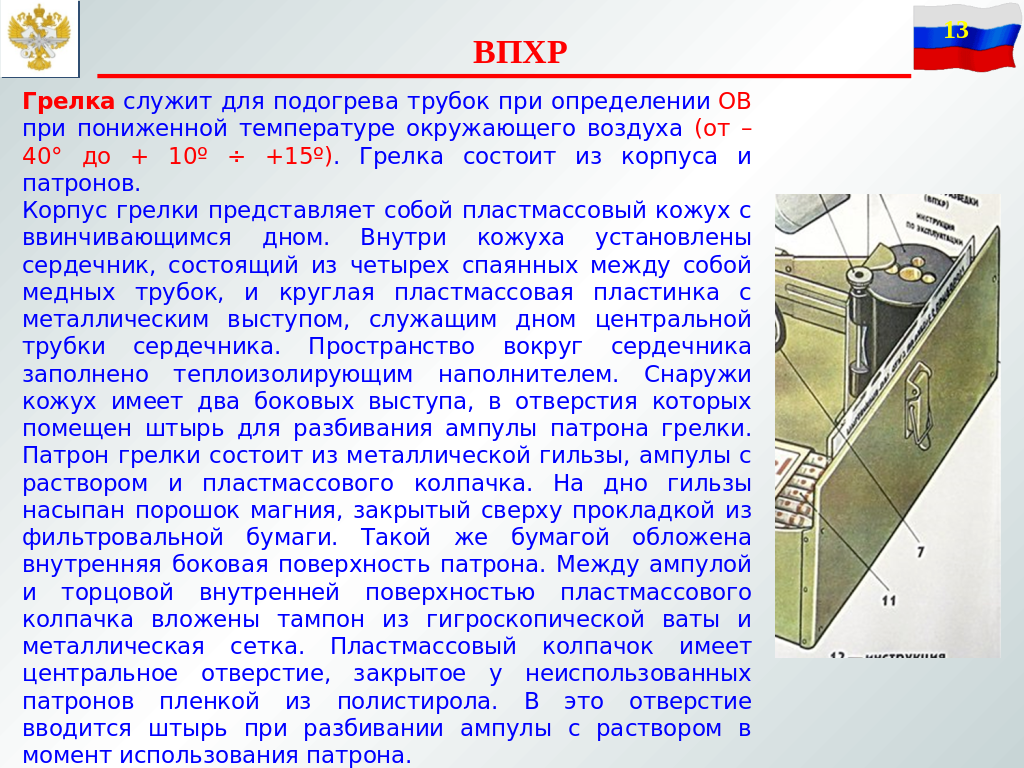 13
ВПХР
Грелка служит для подогрева трубок при определении ОВ
при пониженной температуре окружающего воздуха (от –
40° до + 10º ÷ +15º). Грелка состоит из корпуса и
патронов.
Корпус грелки представляет собой пластмассовый кожух с
ввинчивающимся дном. Внутри кожуха установлены
сердечник, состоящий из четырех спаянных между собой
медных трубок, и круглая пластмассовая пластинка с
металлическим выступом, служащим дном центральной
трубки сердечника. Пространство вокруг сердечника
заполнено теплоизолирующим наполнителем. Снаружи
кожух имеет два боковых выступа, в отверстия которых
помещен штырь для разбивания ампулы патрона грелки.
Патрон грелки состоит из металлической гильзы, ампулы с
раствором и пластмассового колпачка. На дно гильзы
насыпан порошок магния, закрытый сверху прокладкой из
фильтровальной бумаги. Такой же бумагой обложена
внутренняя боковая поверхность патрона. Между ампулой
и торцовой внутренней поверхностью пластмассового
колпачка вложены тампон из гигроскопической ваты и
металлическая сетка. Пластмассовый колпачок имеет
центральное отверстие, закрытое у неиспользованных
патронов пленкой из полистирола. В это отверстие
вводится штырь при разбивании ампулы с раствором в
момент использования патрона.
(ВПХР)
ИНСТРУКЦИЯ
ПО ЭКСПЛУАТАЦИИ
7
11
12 — ИНСТРУКЦИЯ